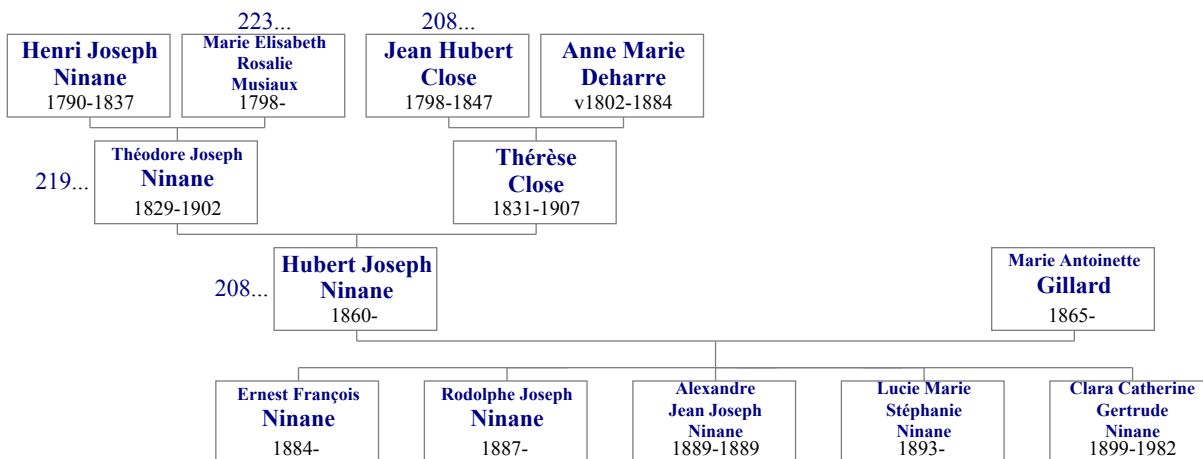 223...
208...
Henri Joseph
Ninane
1790-1837
Marie Elisabeth
Rosalie
Musiaux
1798-
Jean Hubert
Close
1798-1847
Anne Marie
Deharre
v1802-1884
219...
Théodore Joseph
Ninane
1829-1902
Thérèse
Close
1831-1907
208...
Hubert Joseph
Ninane
1860-
Marie Antoinette
Gillard
1865-
Ernest François
Ninane
1884-
Rodolphe Joseph
Ninane
1887-
Alexandre
Jean Joseph
Ninane
1889-1889
Lucie Marie
Stéphanie
Ninane
1893-
Clara Catherine
Gertrude
Ninane
1899-1982